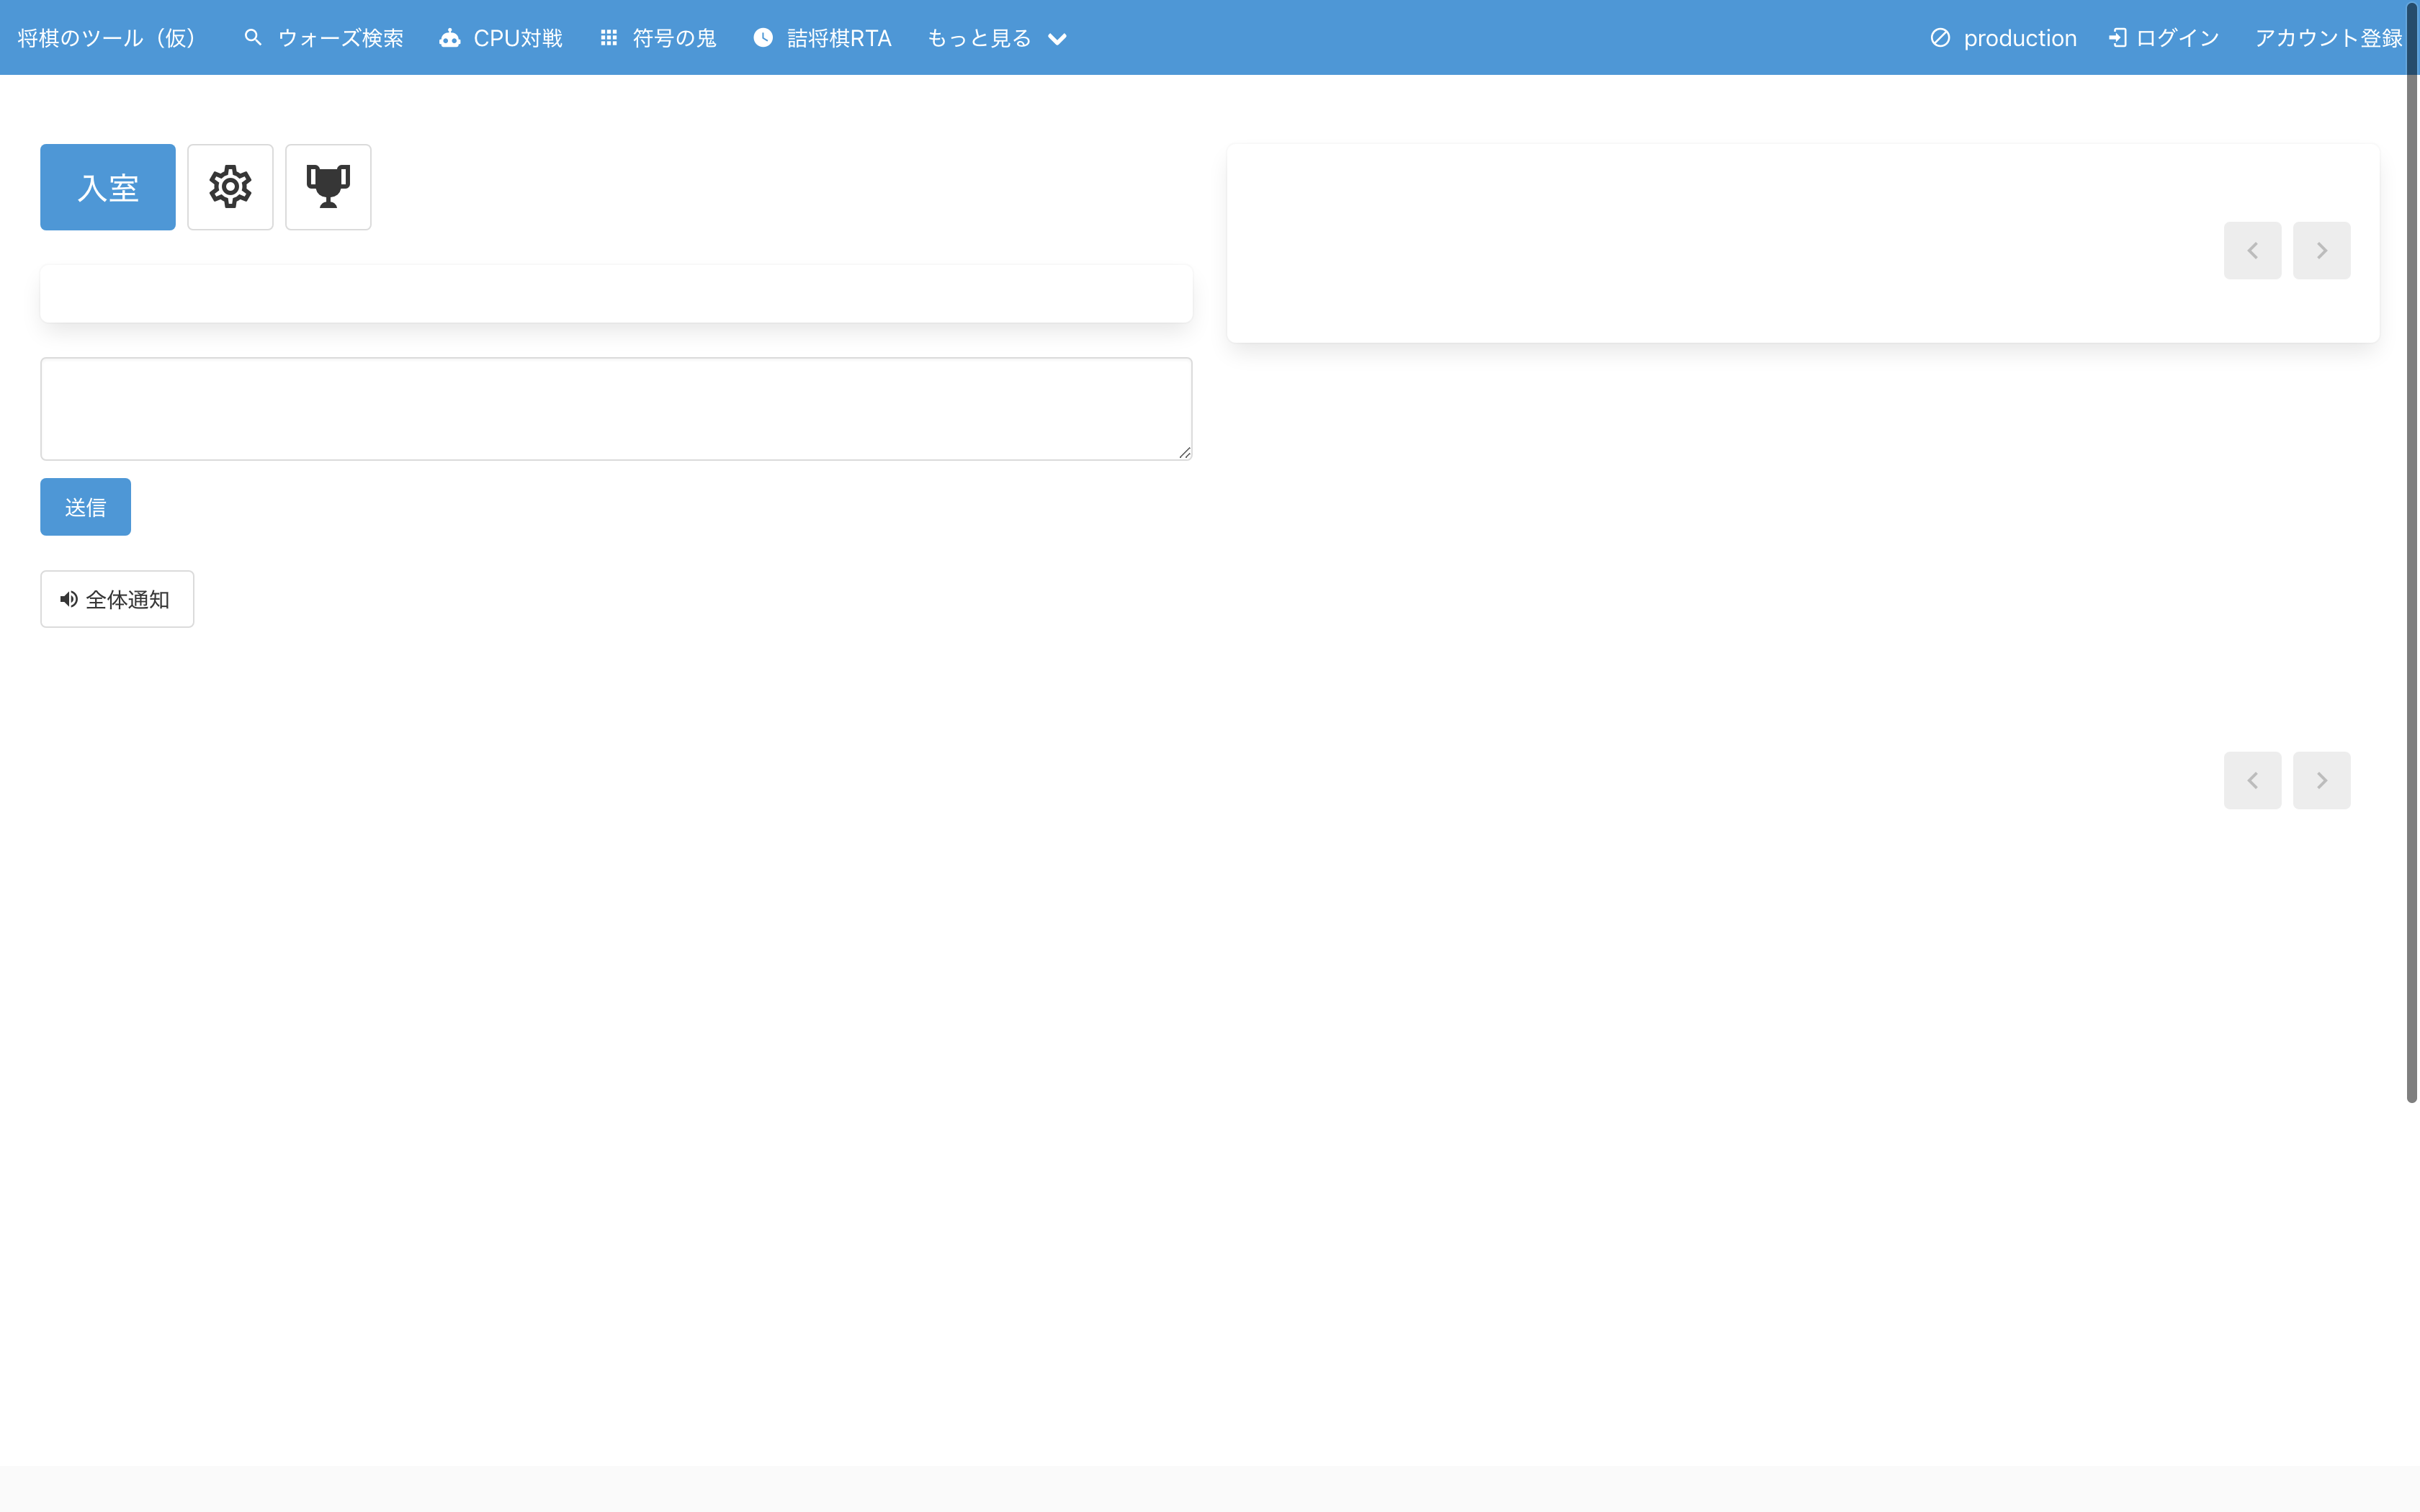 将棋のツール（仮） ウォーズ検索 CPU対戦 符号の鬼 詰将棋RTA もっと見る production ログイン アカウント登録
入室
送信
全体通知